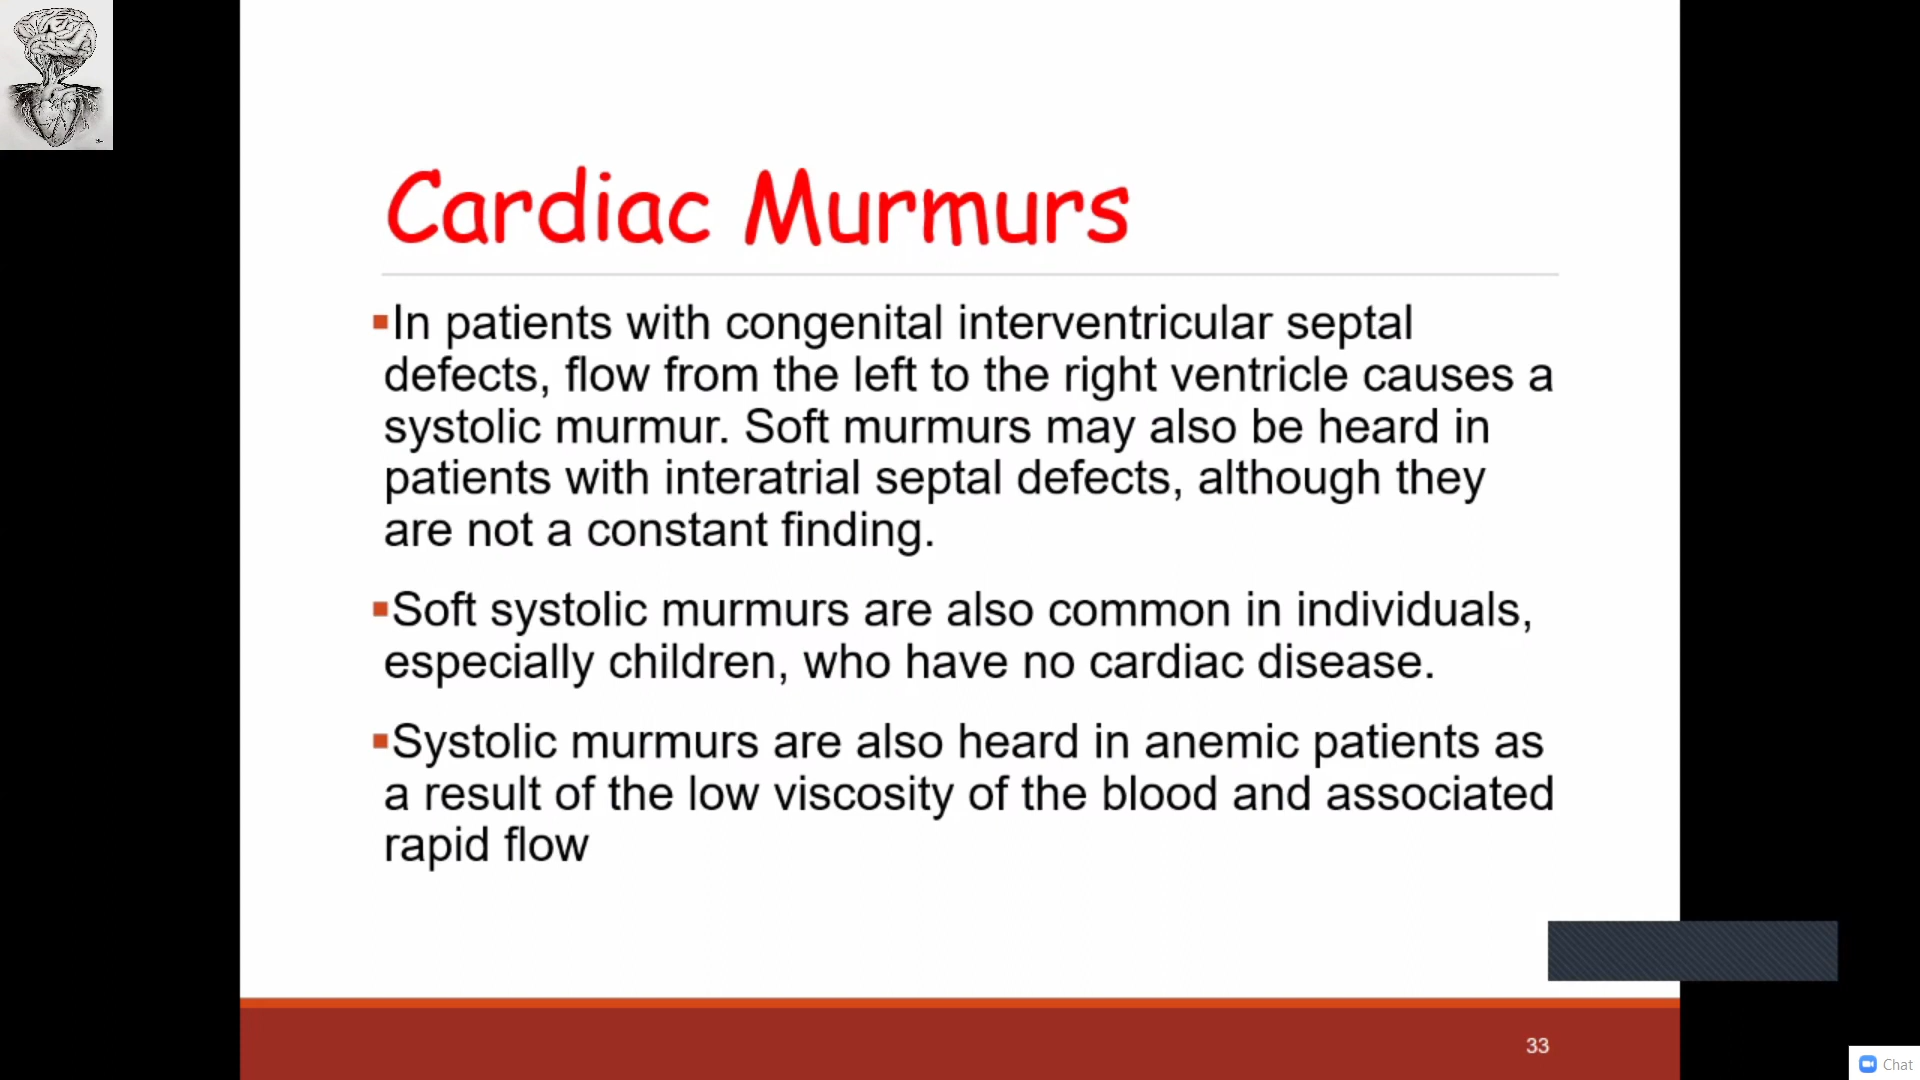 Cardiac Murmurs
▪In patients with congenital interventricular septal
defects, flow from the left to the right ventricle causes a
systolic murmur. Soft murmurs may also be heard in
patients with interatrial septal defects, although they
are not a constant finding.
▪Soft systolic murmurs are also common in individuals,
especially children, who have no cardiac disease.
▪Systolic murmurs are also heard in anemic patients as
a result of the low viscosity of the blood and associated
rapid flow
33
Chat